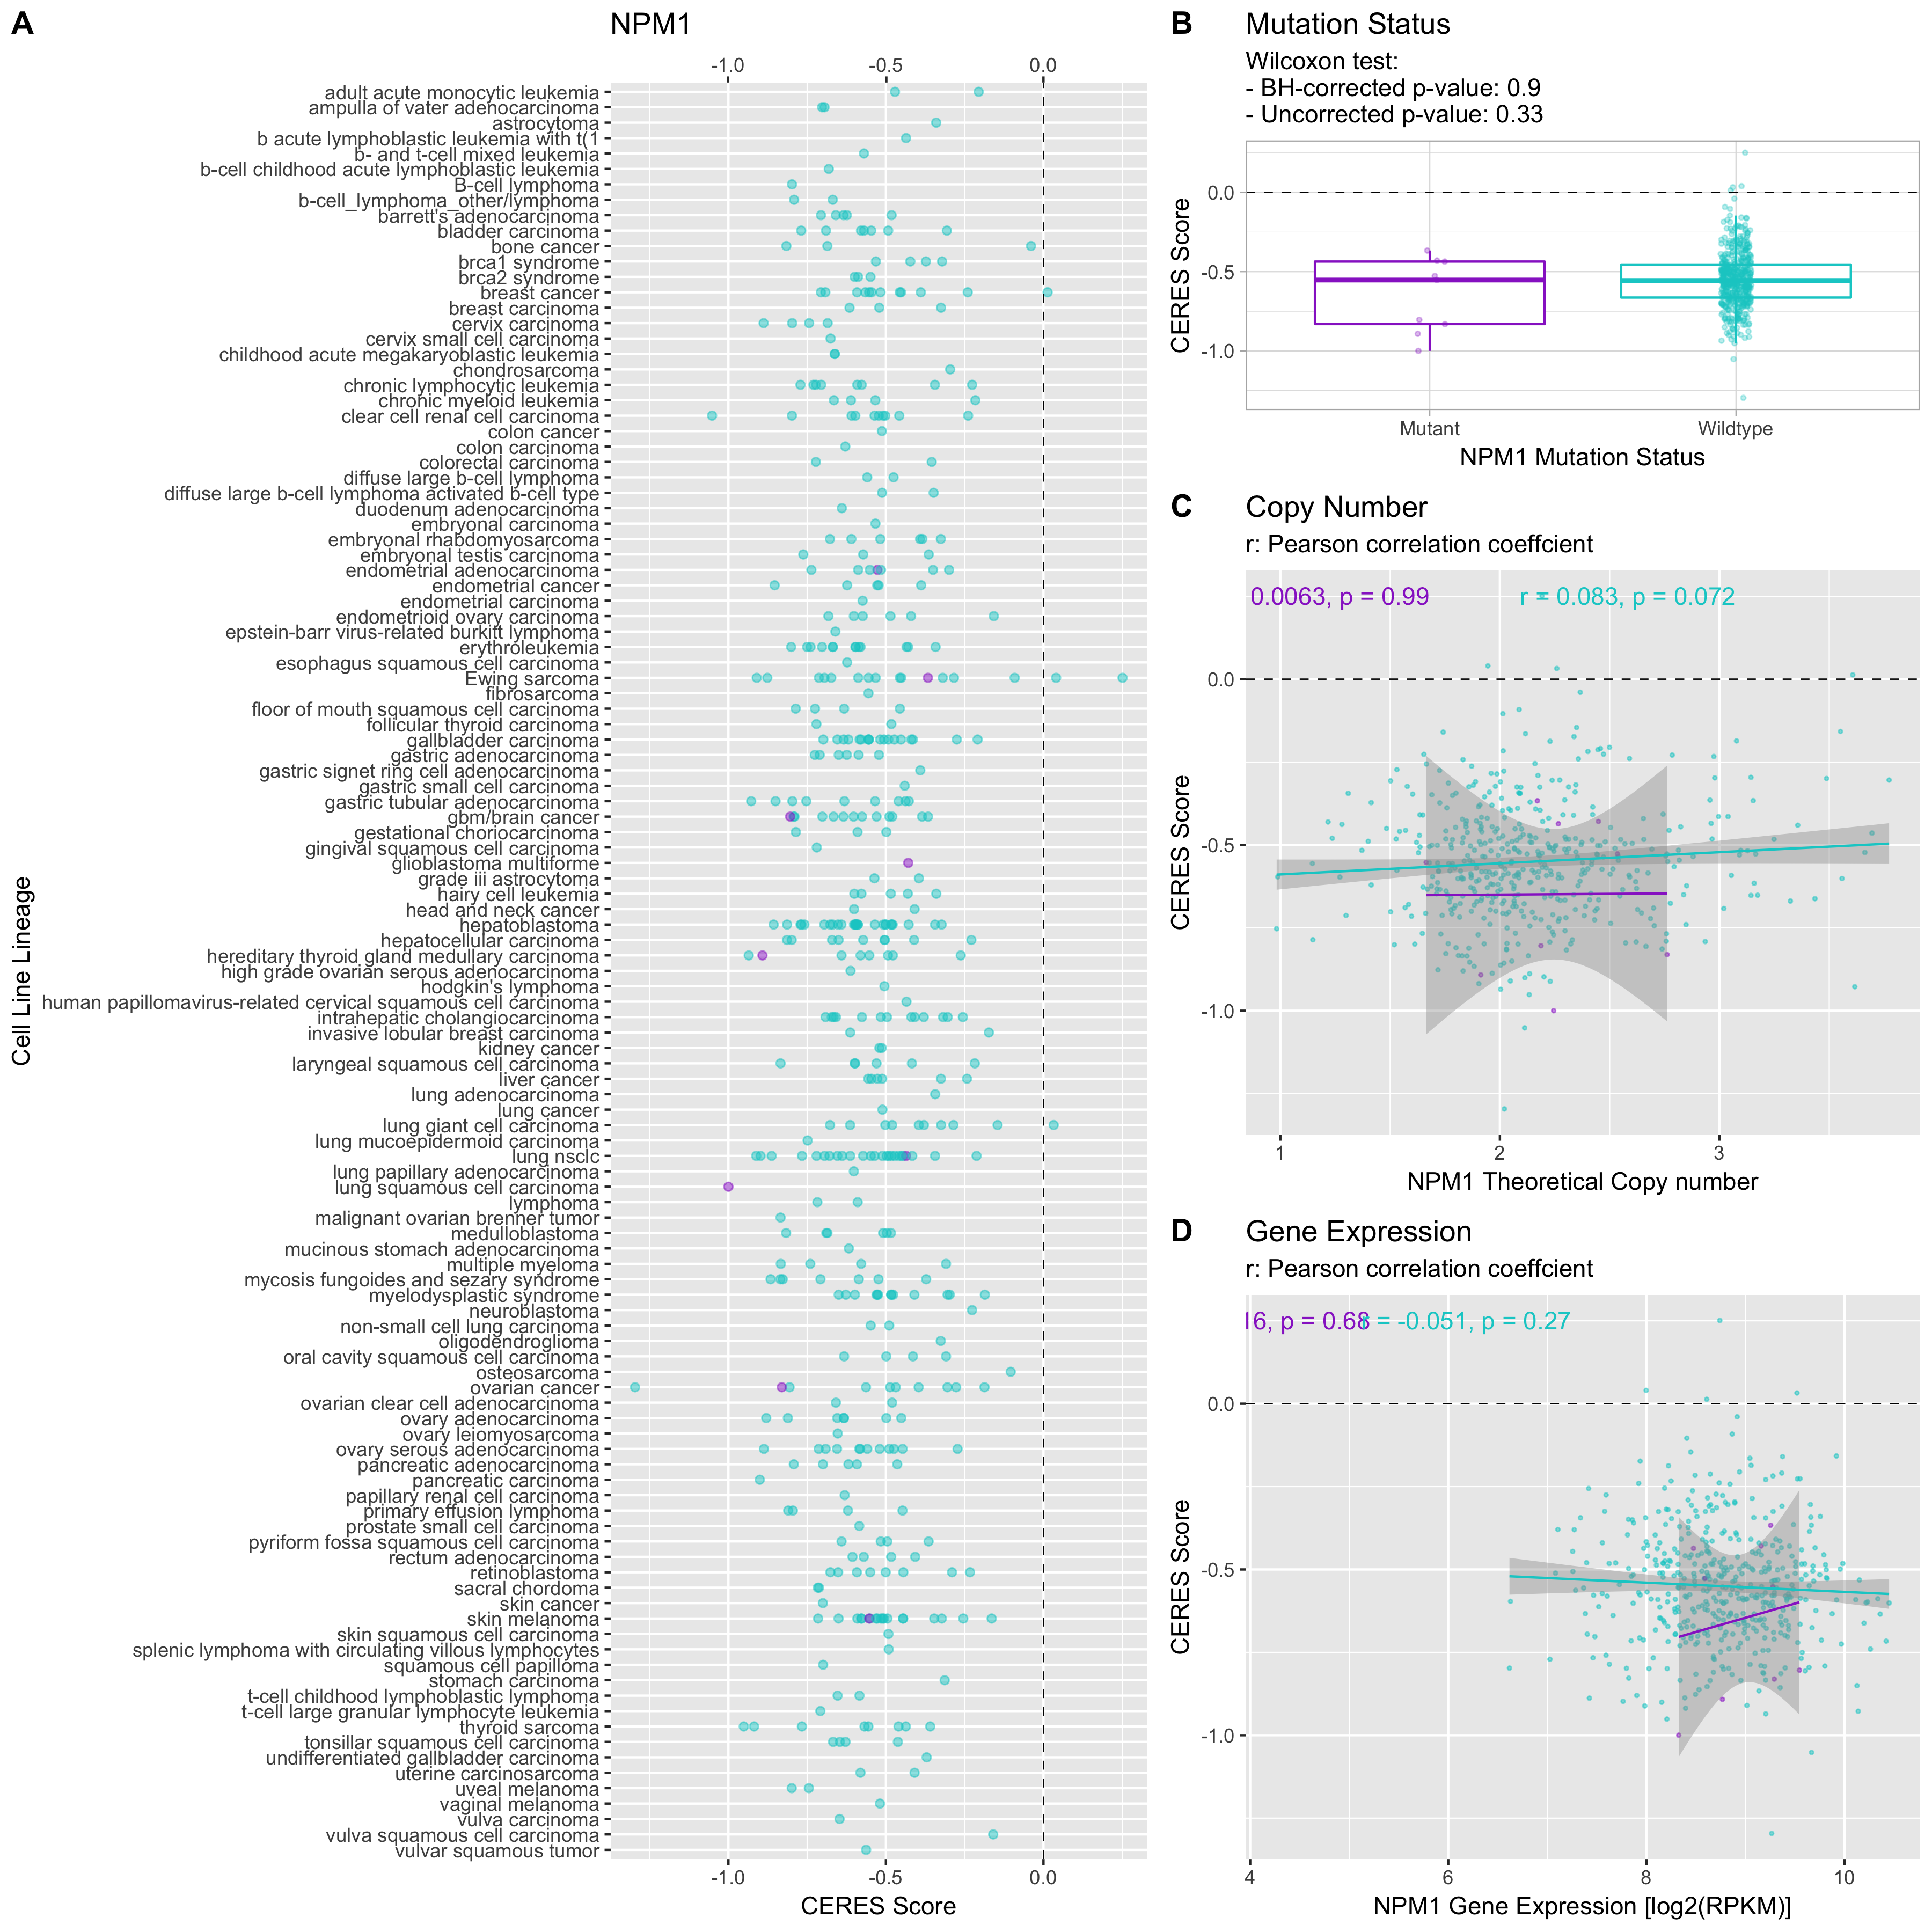 A
NPM1
-1.0
-0.5
0.0
adult acute monocytic leukemia
ampulla of vater adenocarcinoma
astrocytoma
b acute lymphoblastic leukemia with t(1
b- and t-cell mixed leukemia
b-cell childhood acute lymphoblastic leukemia
B-cell lymphoma
b-cell_lymphoma_other/lymphoma
barrett's adenocarcinoma
bladder carcinoma
bone cancer
brca1 syndrome
brca2 syndrome
breast cancer
breast carcinoma
cervix carcinoma
cervix small cell carcinoma
childhood acute megakaryoblastic leukemia
chondrosarcoma
chronic lymphocytic leukemia
chronic myeloid leukemia
clear cell renal cell carcinoma
colon cancer
colon carcinoma
colorectal carcinoma
diffuse large b-cell lymphoma
diffuse large b-cell lymphoma activated b-cell type
duodenum adenocarcinoma
embryonal carcinoma
embryonal rhabdomyosarcoma
embryonal testis carcinoma
endometrial adenocarcinoma
endometrial cancer
endometrial carcinoma
endometrioid ovary carcinoma
epstein-barr virus-related burkitt lymphoma
erythroleukemia
esophagus squamous cell carcinoma
Ewing sarcoma
fibrosarcoma
floor of mouth squamous cell carcinoma
follicular thyroid carcinoma
gallbladder carcinoma
gastric adenocarcinoma
gastric signet ring cell adenocarcinoma
gastric small cell carcinoma
gastric tubular adenocarcinoma
gbm/brain cancer
gestational choriocarcinoma
gingival squamous cell carcinoma
glioblastoma multiforme
grade iii astrocytoma
hairy cell leukemia
head and neck cancer
hepatoblastoma
hepatocellular carcinoma
hereditary thyroid gland medullary carcinoma
high grade ovarian serous adenocarcinoma
hodgkin's lymphoma
human papillomavirus-related cervical squamous cell carcinoma
intrahepatic cholangiocarcinoma
invasive lobular breast carcinoma
kidney cancer
laryngeal squamous cell carcinoma
liver cancer
lung adenocarcinoma
lung cancer
lung giant cell carcinoma
lung mucoepidermoid carcinoma
lung nsclc
lung papillary adenocarcinoma
lung squamous cell carcinoma
lymphoma
malignant ovarian brenner tumor
medulloblastoma
mucinous stomach adenocarcinoma
multiple myeloma
mycosis fungoides and sezary syndrome
myelodysplastic syndrome
neuroblastoma
non-small cell lung carcinoma
oligodendroglioma
oral cavity squamous cell carcinoma
osteosarcoma
ovarian cancer
ovarian clear cell adenocarcinoma
ovary adenocarcinoma
ovary leiomyosarcoma
ovary serous adenocarcinoma
pancreatic adenocarcinoma
pancreatic carcinoma
papillary renal cell carcinoma
primary effusion lymphoma
prostate small cell carcinoma
pyriform fossa squamous cell carcinoma
rectum adenocarcinoma
retinoblastoma
sacral chordoma
skin cancer
skin melanoma
skin squamous cell carcinoma
splenic lymphoma with circulating villous lymphocytes
squamous cell papilloma
stomach carcinoma
t-cell childhood lymphoblastic lymphoma
t-cell large granular lymphocyte leukemia
thyroid sarcoma
tonsillar squamous cell carcinoma
undifferentiated gallbladder carcinoma
uterine carcinosarcoma
uveal melanoma
vaginal melanoma
vulva carcinoma
vulva squamous cell carcinoma
vulvar squamous tumor
-1.0
-0.5
0.0
CERES Score
Cell Line Lineage
B
Mutation Status
Wilcoxon test:
- BH-corrected p-value: 0.9
- Uncorrected p-value: 0.33
0.0
-0.5
-1.0
CERES Score
Mutant
Wildtype
NPM1 Mutation Status
C
Copy Number
r: Pearson correlation coeffcient
0.0063, p = 0.99
r = 0.083, p = 0.072
0.0
-0.5
-1.0
CERES Score
1
2
3
NPM1 Theoretical Copy number
D
Gene Expression
r: Pearson correlation coeffcient
6, p = 0.68
= -0.051, p = 0.27
0.0
-0.5
-1.0
CERES Score
4
6
8
10
NPM1 Gene Expression [log2(RPKM)]